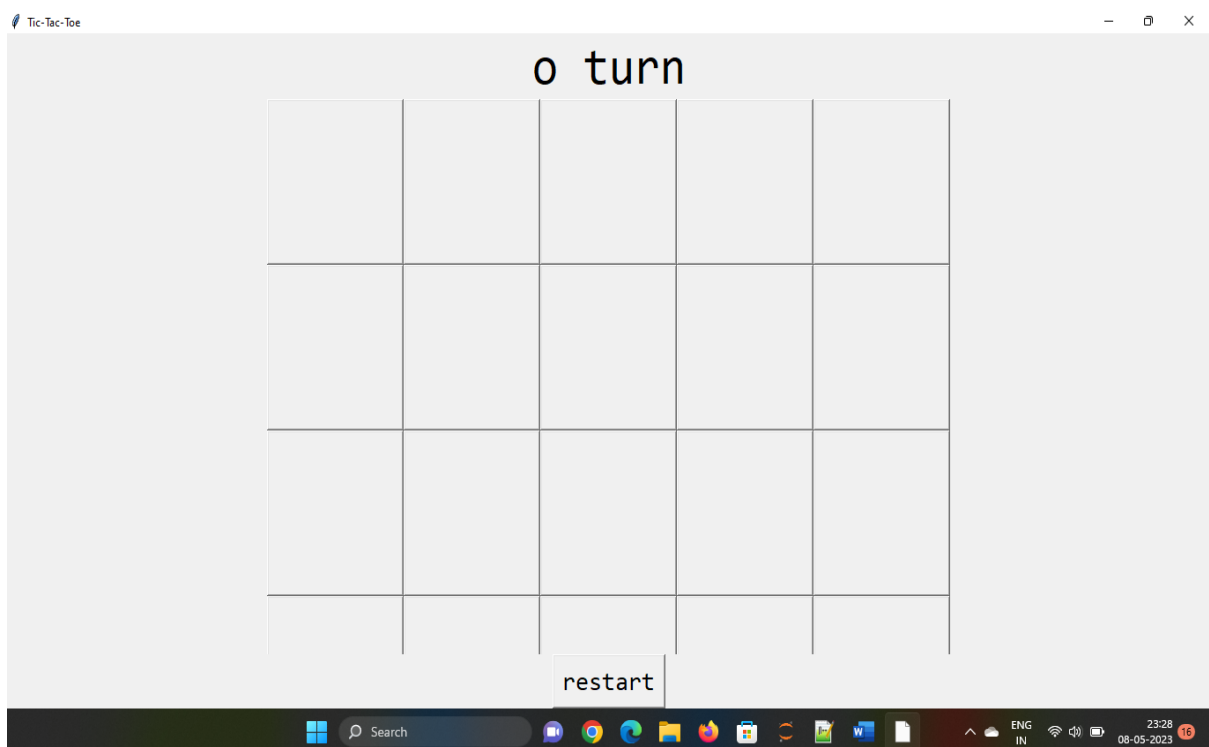 Tic-Tac-Toe
o turn
restart
Search
W
ENG
IN
23:28
08-05-2023
16